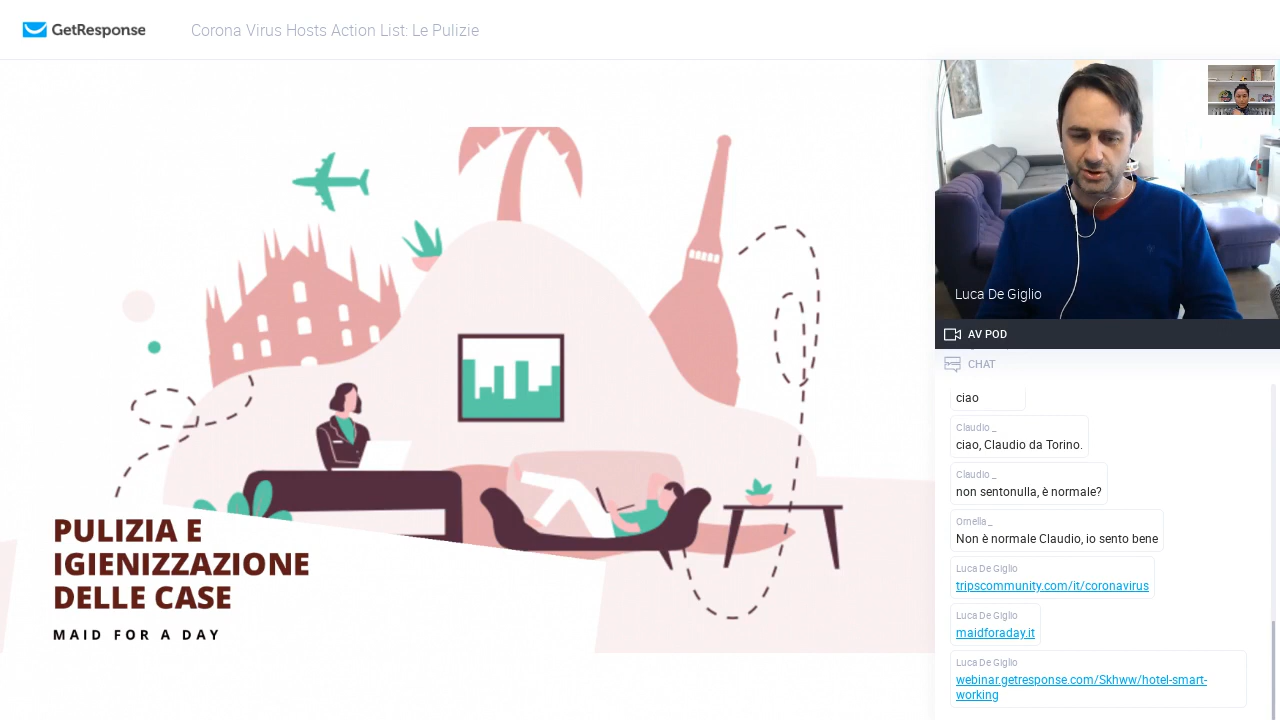 GetResponse
Corona Virus Hosts Action List: Le Pulizie
PULIZIA E
IGIENIZZAZIONE
DELLE CASE
MAID FOR A DAY
Luca De Giglio
AV POD
CHAT
ciao
Claudio _
ciao, Claudio da Torino.
Claudio _
non sentonulla, è normale?
Ornella _
Non è normale Claudio, io sento bene
Luca De Giglio
tripscommunity.com/it/coronavirus
Luca De Giglio
maidforaday.it
Luca De Giglio
webinar.getresponse.com/Skhww/hotel-smart-
working